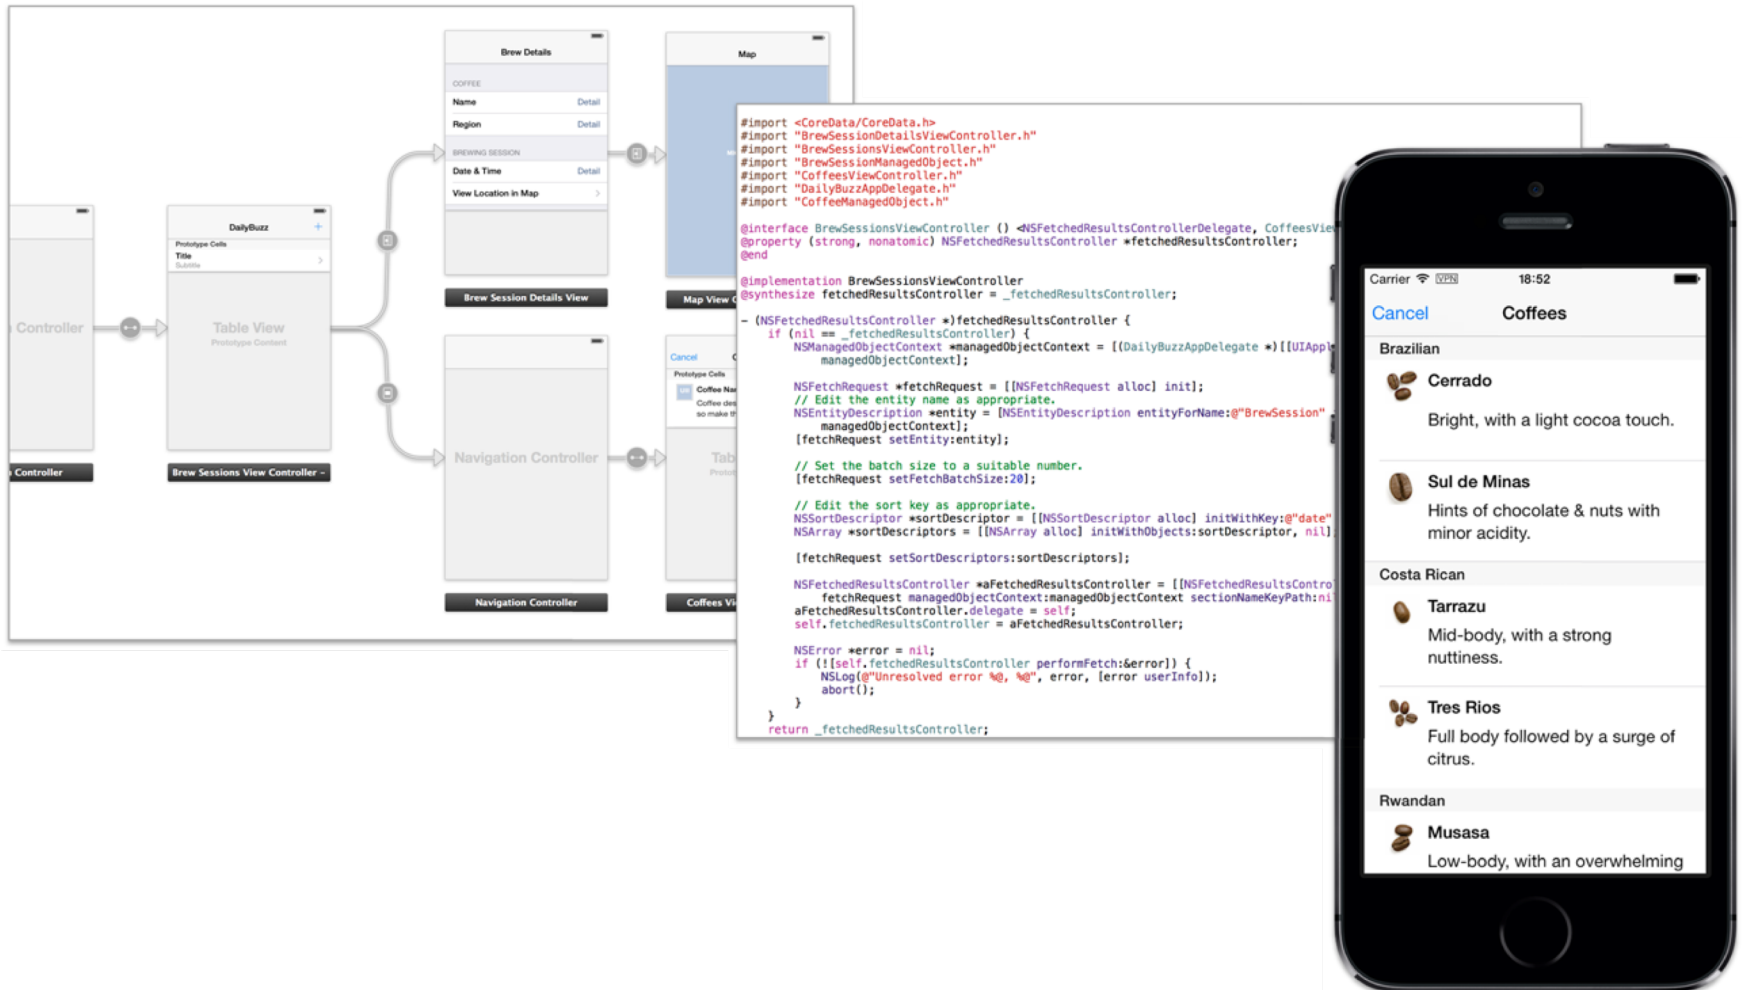 Brew Details
COFFEE
Name Detail
Region Detail
BREWING SESSION
Date & Time Detail
View Location in Map
Brew Session Details View
Map
Map View
Controller
Controller
DailyBuzz +
Prototype Cells
Title
Subtitle
Table View
Prototype Content
Brew Sessions View Controller –
Navigation Controller
Navigation Controller
Cancel
Prototype Cells
Coffee
Coffee
so make
Coffees
#import <CoreData/CoreData.h>
#import "BrewSessionDetailsViewController.h"
#import "BrewSessionsViewController.h"
#import "BrewSessionManagedObject.h"
#import "CoffeesViewController.h"
#import "DailyBuzzAppDelegate.h"
#import "CoffeeManagedObject.h"
@interface BrewSessionsViewController () <NSFetchedResultsControllerDelegate, CoffeesVie
@property (strong, nonatomic) NSFetchedResultsController *fetchedResultsController;
@end
@implementation BrewSessionsViewController
@synthesize fetchedResultsController = _fetchedResultsController;
- (NSFetchedResultsController *)fetchedResultsController {
if (nil == _fetchedResultsController) {
NSManagedObjectContext *managedObjectContext = [(DailyBuzzAppDelegate *)[[UIAppl
managedObjectContext];
NSFetchRequest *fetchRequest = [[NSFetchRequest alloc] init];
// Edit the entity name as appropriate.
NSEntityDescription *entity = [NSEntityDescription entityForName:@"BrewSession"
managedObjectContext];
[fetchRequest setEntity:entity];
// Set the batch size to a suitable number.
[fetchRequest setFetchBatchSize:20];
// Edit the sort key as appropriate.
NSSortDescriptor *sortDescriptor = [[NSSortDescriptor alloc] initWithKey:@"date"
NSArray *sortDescriptors = [[NSArray alloc] initWithObjects:sortDescriptor, nil]
[fetchRequest setSortDescriptors:sortDescriptors];
NSFetchedResultsController *aFetchedResultsController = [[NSFetchedResultsContro
fetchRequest managedObjectContext:managedObjectContext sectionNameKeyPath:ni
aFetchedResultsController.delegate = self;
self.fetchedResultsController = aFetchedResultsController;
NSError *error = nil;
if (![self.fetchedResultsController performFetch:&error]) {
NSLog(@"Unresolved error %@, %@", error, [error userInfo]);
abort();
}
}
return _fetchedResultsController;
Carrier VPN 18:52
Cancel Coffees
Brazilian
Cerrado
Bright, with a light cocoa touch.
Sul de Minas
Hints of chocolate & nuts with
minor acidity.
Costa Rican
Tarrazu
Mid-body, with a strong
nuttiness.
Tres Rios
Full body followed by a surge of
citrus.
Rwandan
Musasa
Low-body, with an overwhelming